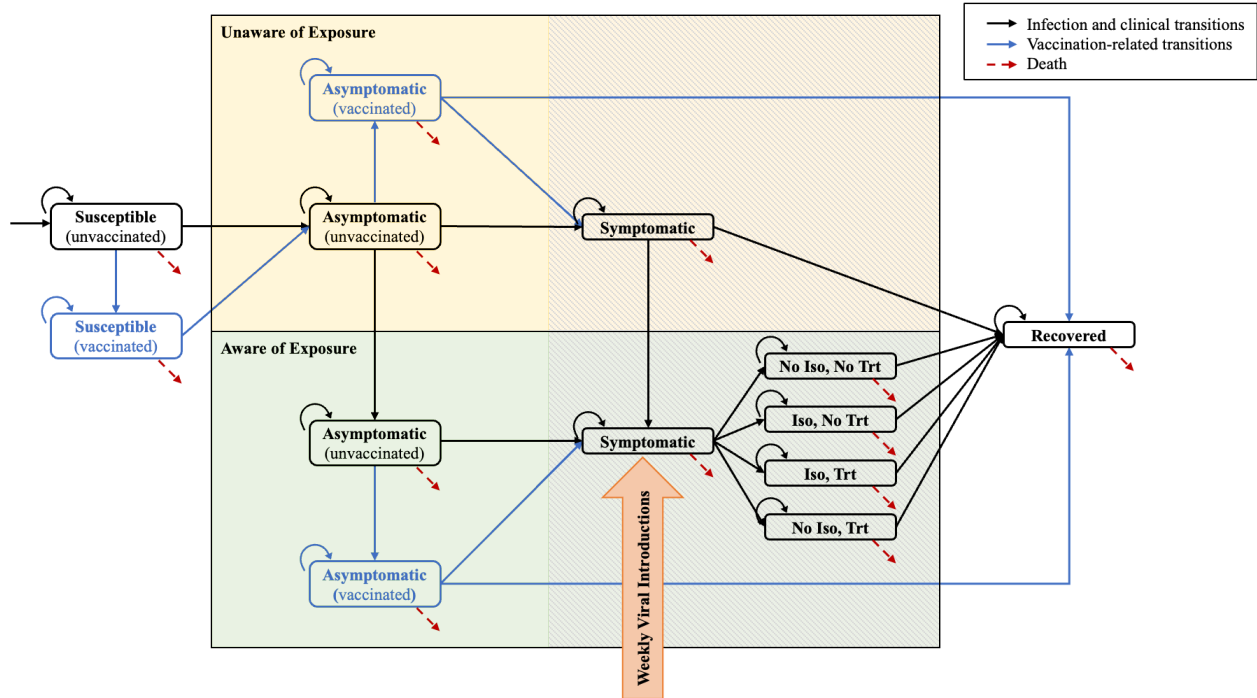 Unaware of Exposure
Infection and clinical transitions
Vaccination-related transitions
Death
Asymptomatic
(vaccinated)
Susceptible
(unvaccinated)
Asymptomatic
(unvaccinated)
Symptomatic
Susceptible
(vaccinated)
Aware of Exposure
Recovered
No Iso, No Trt
Iso, No Trt
Asymptomatic
(unvaccinated)
Symptomatic
Iso, Trt
No Iso, Trt
Asymptomatic
(vaccinated)
Weekly Viral Introductions